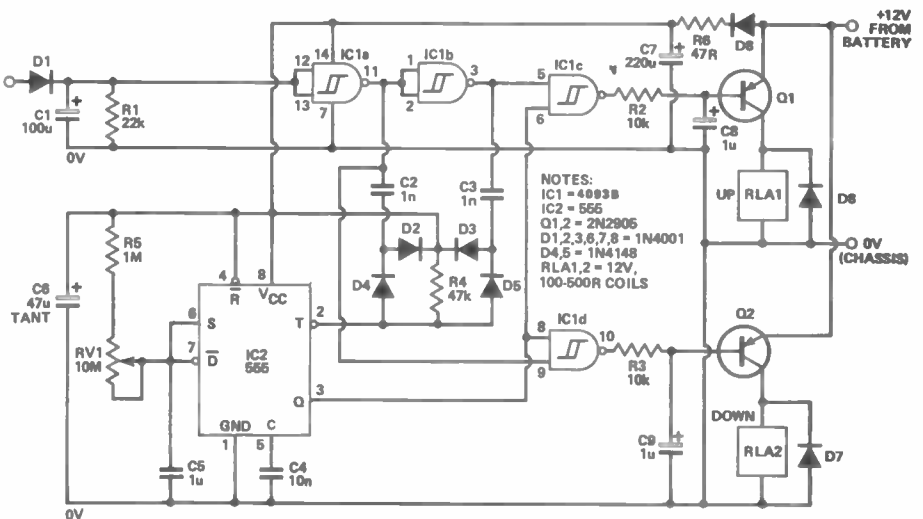 +12V
FROM
BATTERY
D1
C1
100u
R1
22k
0V
12
13
14
7
IC1a
11
1
2
IC1b
3
5
6
IC1c
C7
220u
R6
47R
D8
Q1
R2
10k
C8
1u
UP
RLA1
D6
0V
(CHASSIS)
C2
1n
C3
1n
D2
D3
D4
R4
47k
D5
NOTES:
IC1 = 4093B
IC2 = 555
Q1,2 = 2N2905
D1,2,3,6,7,8 = 1N4001
D4,5 = 1N4148
RLA1,2 = 12V,
100-500R COILS
R5
1M
C6
47u
TANT
RV1
10M
4
R
8
VCC
6
S
7
D
IC2
555
T
2
Q
3
GND
1
C
5
C5
1u
C4
10n
0V
8
9
IC1d
10
R3
10k
C9
1u
Q2
DOWN
RLA2
D7